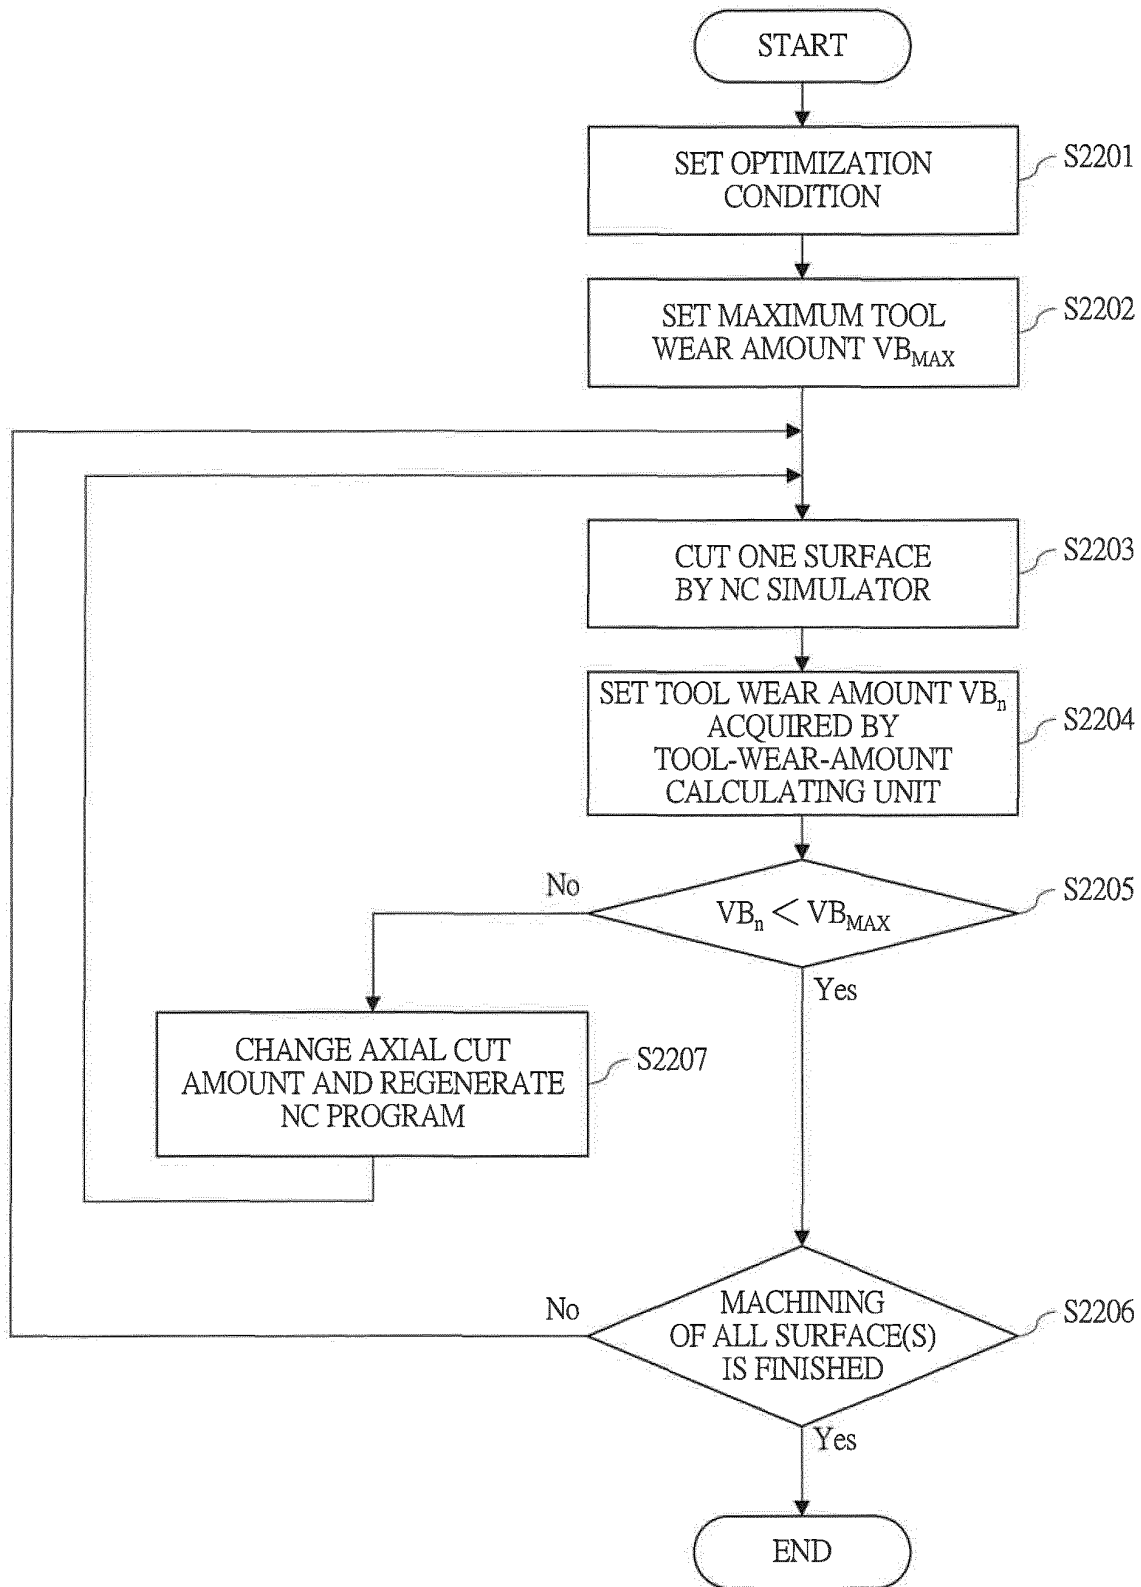 START
SET OPTIMIZATION
CONDITION
S2201
SET MAXIMUM TOOL
WEAR AMOUNT VBMAX
S2202
CUT ONE SURFACE
BY NC SIMULATOR
S2203
SET TOOL WEAR AMOUNT VBn
ACQUIRED BY
TOOL-WEAR-AMOUNT
CALCULATING UNIT
S2204
No
VBn < VBMAX
S2205
Yes
CHANGE AXIAL CUT
AMOUNT AND REGENERATE
NC PROGRAM
S2207
No
MACHINING
OF ALL SURFACE(S)
IS FINISHED
S2206
Yes
END